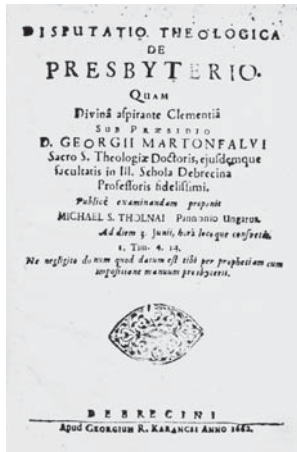 DISPUTATIO THEOLOGICA
DE
PRESBYTERIO.
QUAM
Divinâ aspirante Clementiâ
SUB PRÆSIDIO
D. GEORGII MARTONFALVI
Sacro S. Theologiæ Doctoris, ejusdemque
facultatis in Ill. Schola Debrecina
Professoris fidelissimi.
Publicè examinandam proponit
MICHAEL S. THOLNAI Pannonio Ungarus.
Ad diem 3. Junii, horâ locoque consvetis.
1. Tim. 4. 14.
Ne negligito donum quod datum est tibi per prophetiam cum
impositione manuum presbyterii.
DEBRECINI
Apud GEORGIUM R. KARANCSI ANNO 1662.